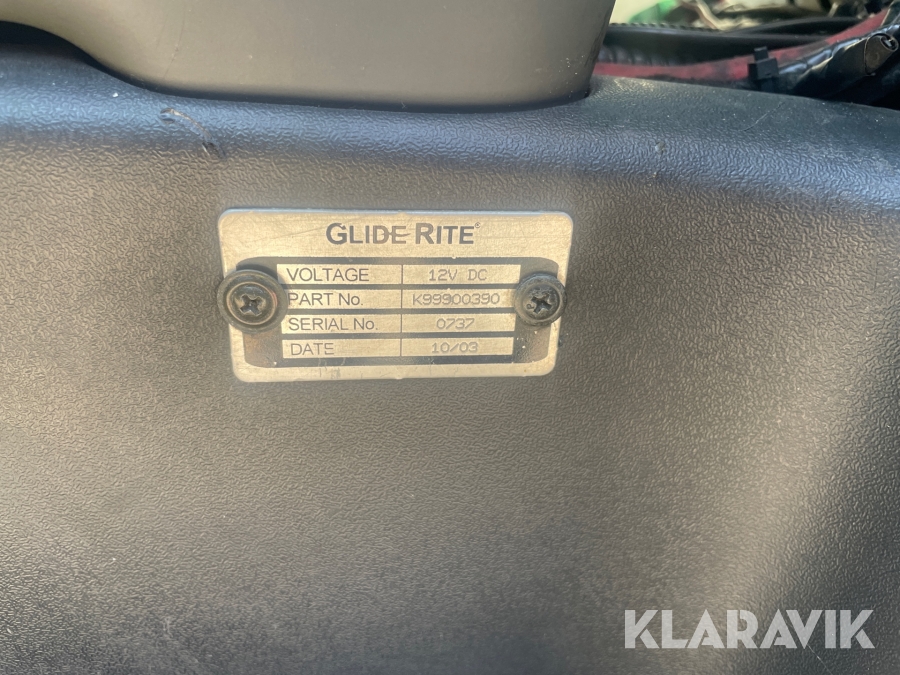 GLIDE RITE®
VOLTAGE 12V DC
PART No. K99900390
SERIAL No. 0737
DATE 10/03
KLARAVIK